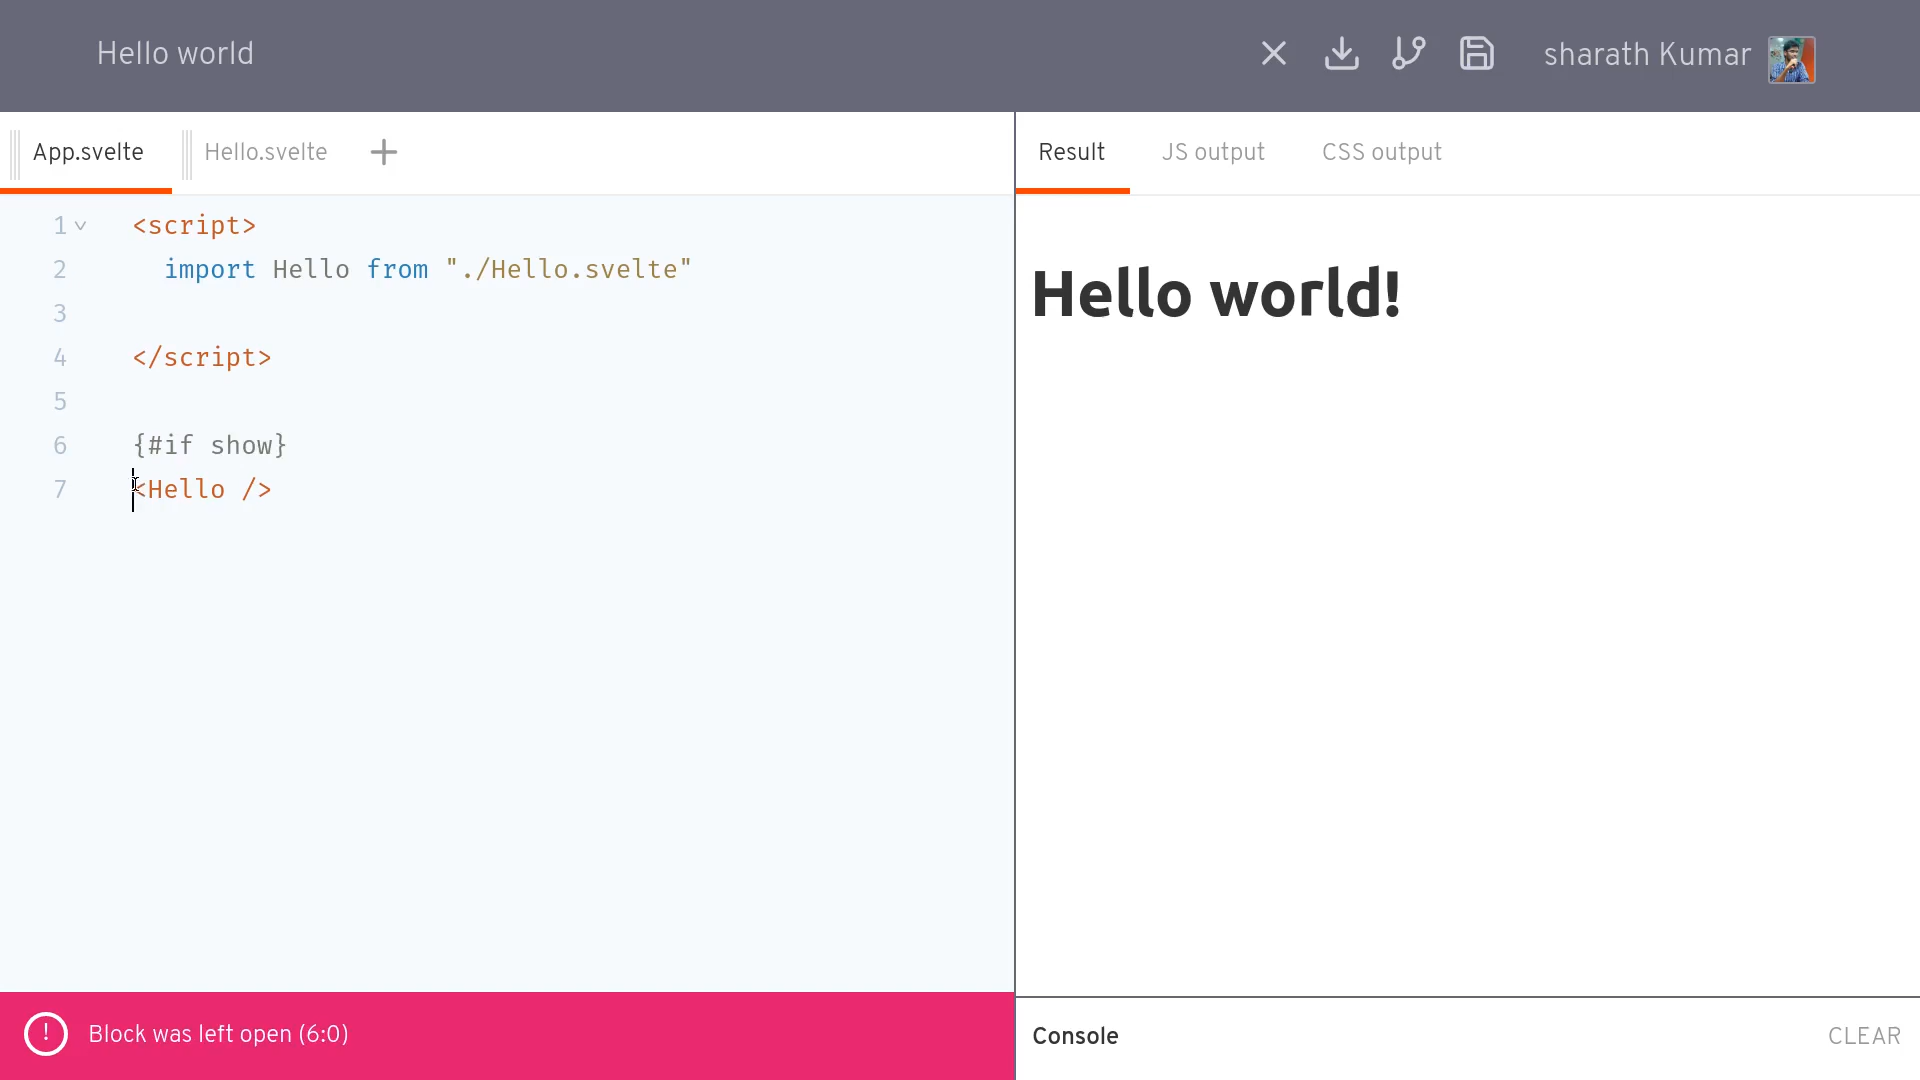 Hello world
sharath Kumar
App.svelte
Hello.svelte
Result
JS output
CSS output
1 <script>
2 import Hello from "./Hello.svelte"
3
4 </script>
5
6 {#if show}
7 <Hello />
Hello world!
Block was left open (6:0)
Console
CLEAR